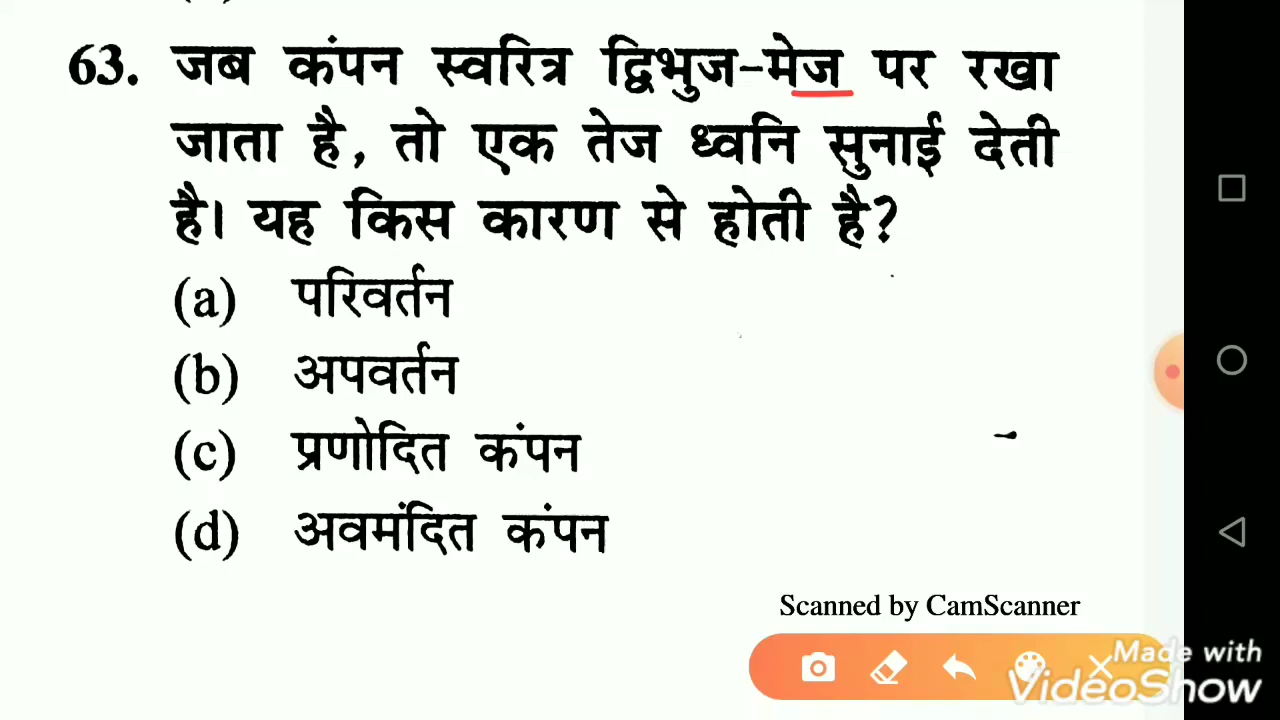 63. जब कंपन स्वरित्र द्विभुज-मेज पर रखा
जाता है, तो एक तेज ध्वनि सुनाई देती
है। यह किस कारण से होती है?
(a) परिवर्तन
(b) अपवर्तन
(c) प्रणोदित कंपन
(d) अवमंदित कंपन
Scanned by CamScanner
Made with
VideoShow